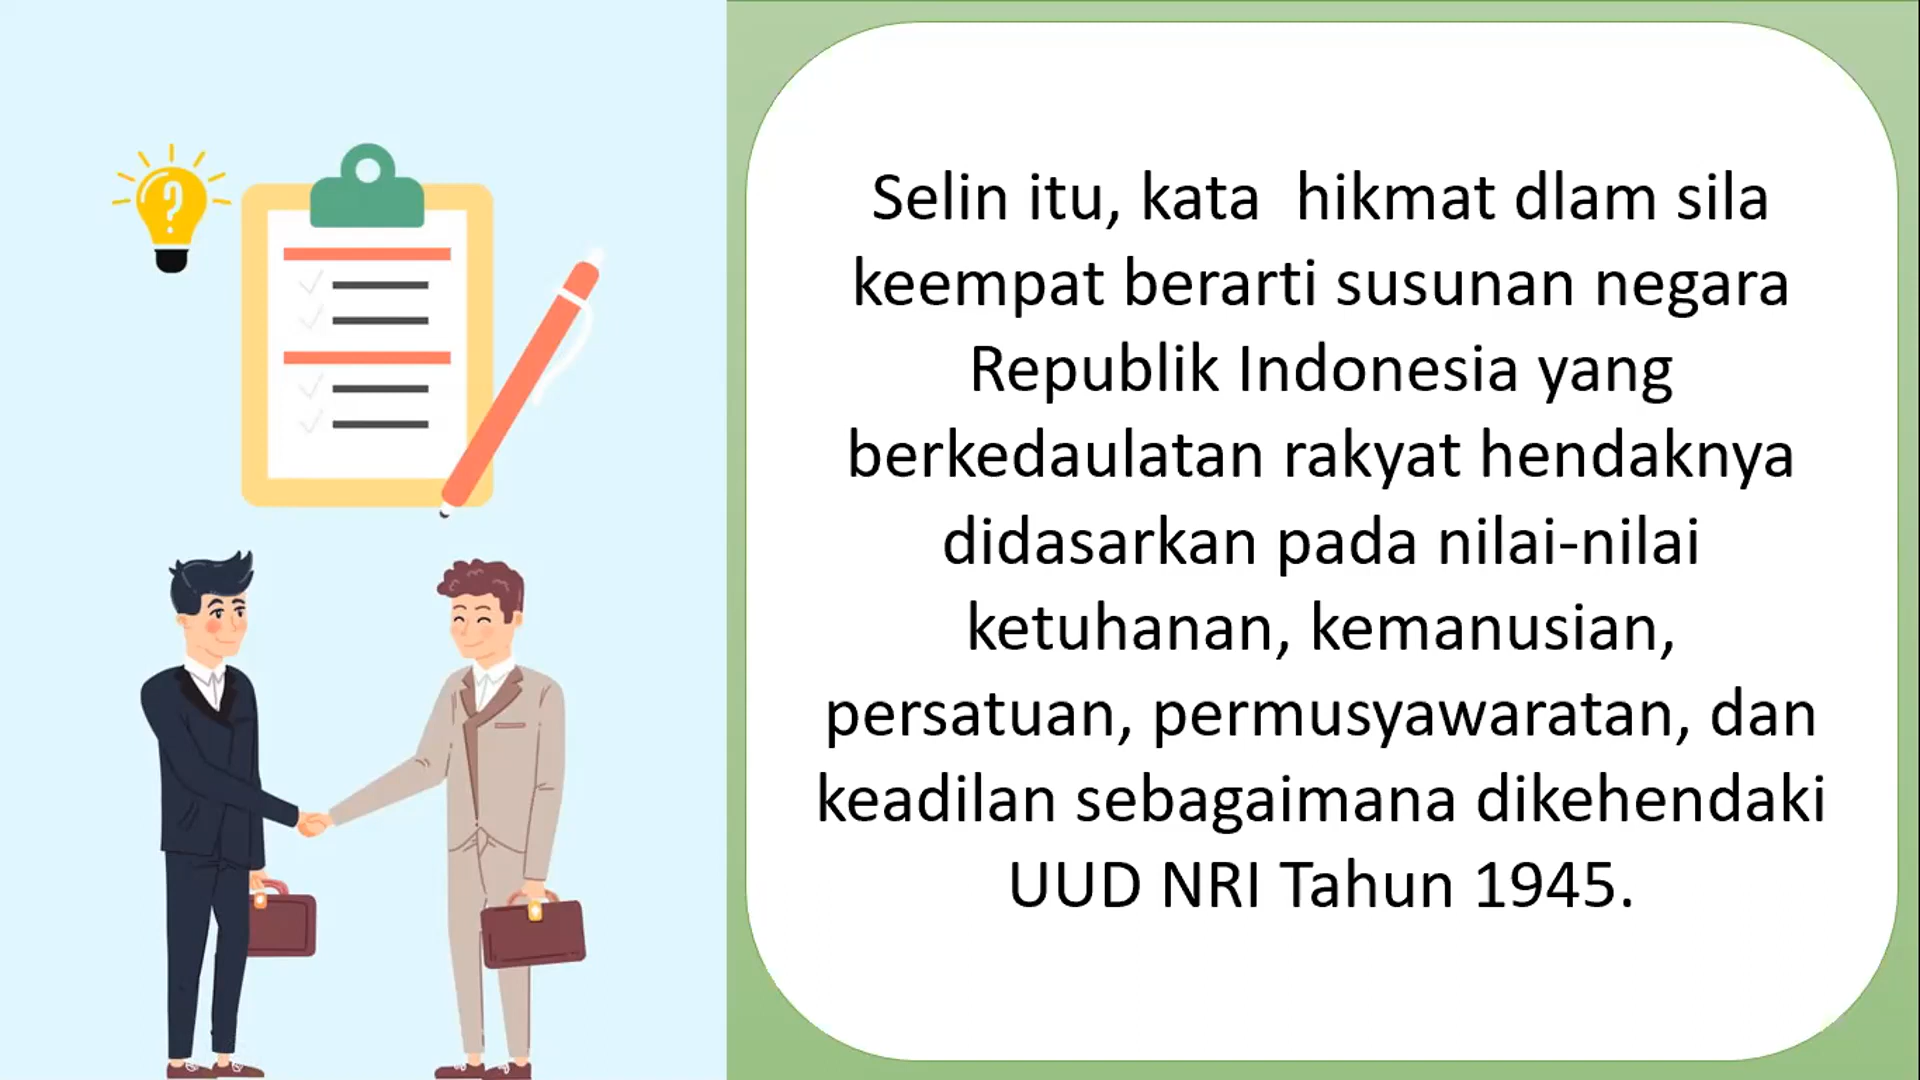 Selin itu, kata  hikmat dlam sila
keempat berarti susunan negara
Republik Indonesia yang
berkedaulatan rakyat hendaknya
didasarkan pada nilai-nilai
ketuhanan, kemanusian,
persatuan, permusyawaratan, dan
keadilan sebagaimana dikehendaki
UUD NRI Tahun 1945.